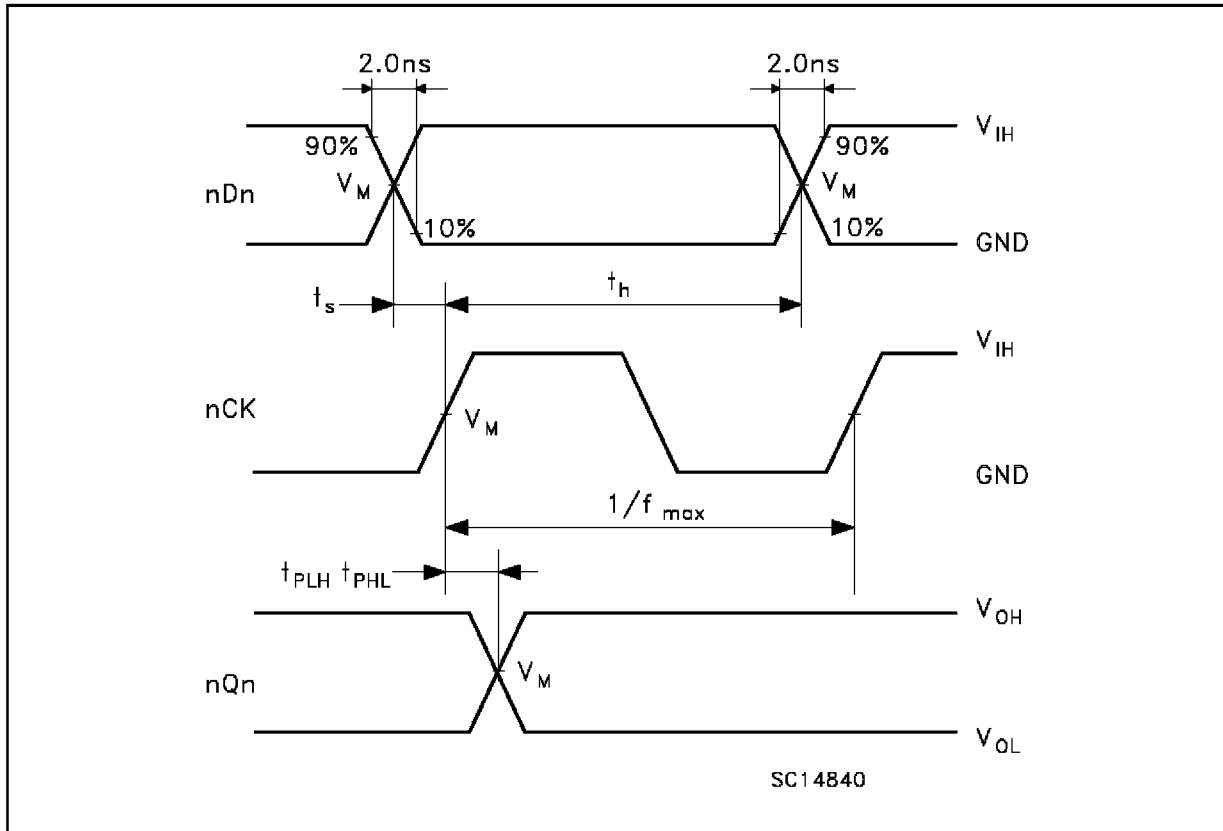 2.0ns 2.0ns
V_IH
90% 90%
V_M V_M
nDn
10% 10%
GND
t_s t_h
V_IH
nCK
V_M
GND
1/f max
t_PLH t_PHL
V_OH
nQn
V_M
V_OL
SC14840